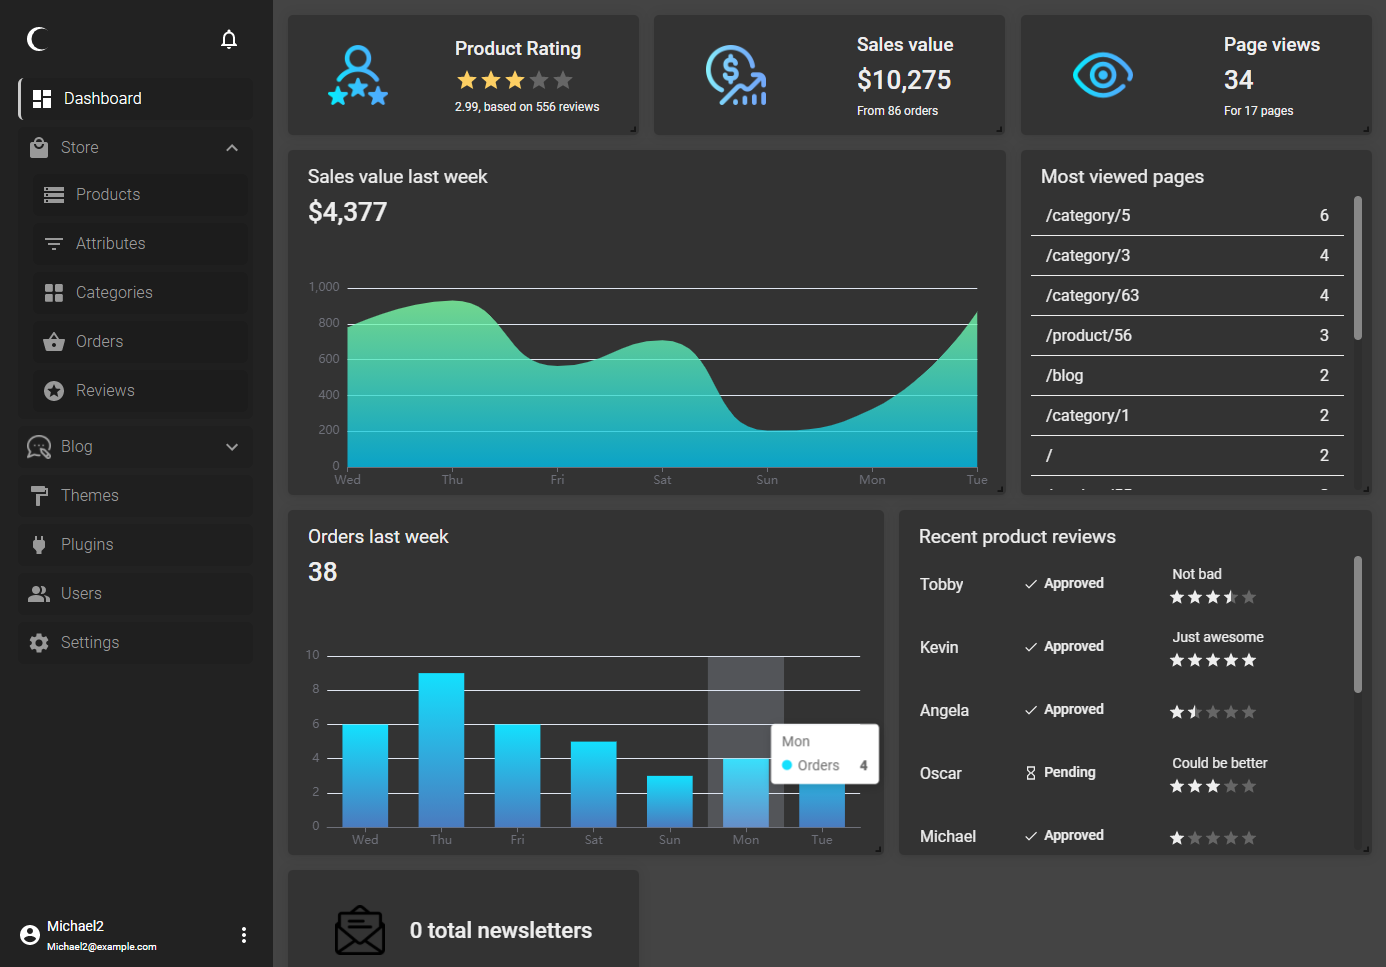 Dashboard
Store
Products
Attributes
Categories
Orders
Reviews
Blog
Themes
Plugins
Users
Settings
Michael2
Michael2@example.com
Product Rating
2.99, based on 556 reviews
Sales value
$10,275
From 86 orders
Page views
34
For 17 pages
Sales value last week
$4,377
1,000
800
600
400
200
0
Wed Thu Fri Sat Sun Mon Tue
Most viewed pages
/category/5 6
/category/3 4
/category/63 4
/product/56 3
/blog 2
/category/1 2
/ 2
Orders last week
38
10
8
6
4
2
0
Wed Thu Fri Sat Sun Mon Tue
Mon
Orders 4
Recent product reviews
Tobby Approved Not bad
Kevin Approved Just awesome
Angela Approved
Oscar Pending Could be better
Michael Approved
0 total newsletters